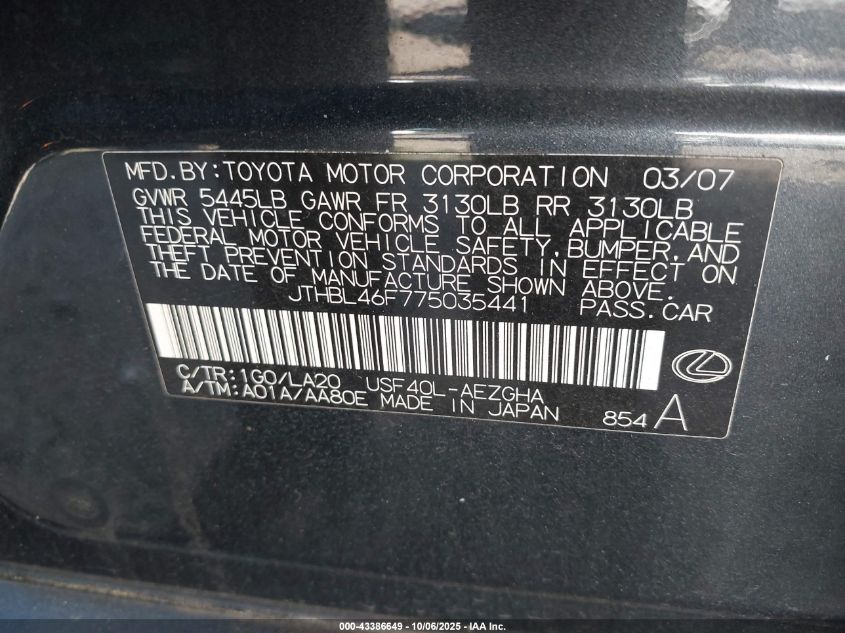 MFD.BY:TOYOTA MOTOR CORPORATION 03/07
GVWR 5445LB GAWR FR 3130LB RR 3130LB
THIS VEHICLE CONFORMS TO ALL APPLICABLE
FEDERAL MOTOR VEHICLE SAFETY,BUMPER,AND
THEFT PREVENTION STANDARDS IN EFFECT ON
THE DATE OF MANUFACTURE SHOWN ABOVE.
JTHBL46F775035441 PASS.CAR
C/TR:1G0/LA20 USF40L-AEZGHA
A/TM:A01A/AA80E MADE IN JAPAN
854 A
000-43386649 - 10/06/2025 - IAA Inc.